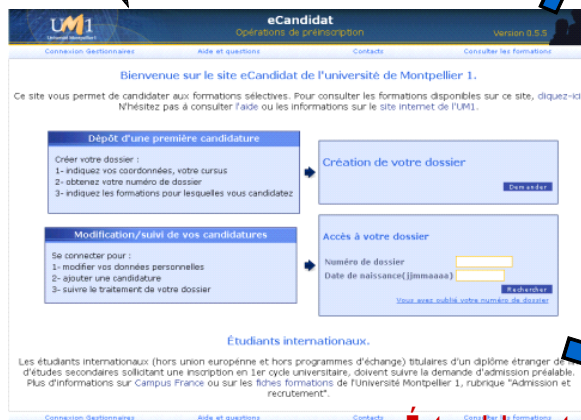 UM1
Université Montpellier 1
eCandidat
Opérations de préinscription
Version 0.5.5
Connexion Gestionnaires Aide et questions Contacts Consulter les formations
Bienvenue sur le site eCandidat de l'université de Montpellier 1.
Ce site vous permet de candidater aux formations sélectives. Pour consulter les formations disponibles sur ce site, cliquez-ici
N'hésitez pas à consulter l'aide ou les informations sur le site internet de l'UM1.
Dèpôt d'une première candidature
Créer votre dossier :
1- indiquez vos coordonnées, votre cursus
2- obtenez votre numéro de dossier
3- indiquez les formations pour lesquelles vous candidatez
Création de votre dossier
Demander
Modification/suivi de vos candidatures
Se connecter pour :
1- modifier vos données personnelles
2- ajouter une candidature
3- suivre le traitement de votre dossier
Accès à votre dossier
Numéro de dossier
Date de naissance(jjmmaaaa)
Rechercher
Vous avez oublié votre numéro de dossier
Étudiants internationaux.
Les étudiants internationaux (hors union europénne et hors programmes d'échange) titulaires d'un diplôme étranger de
d'études secondaires sollicitant une inscription en 1er cycle universitaire, doivent suivre la demande d'admission préalable.
Plus d'informations sur Campus France ou sur les fiches formations de l'Université Montpellier 1, rubrique "Admission et
recrutement".
Connexion Gestionnaires Aide et questions Contacts Consulter les formations